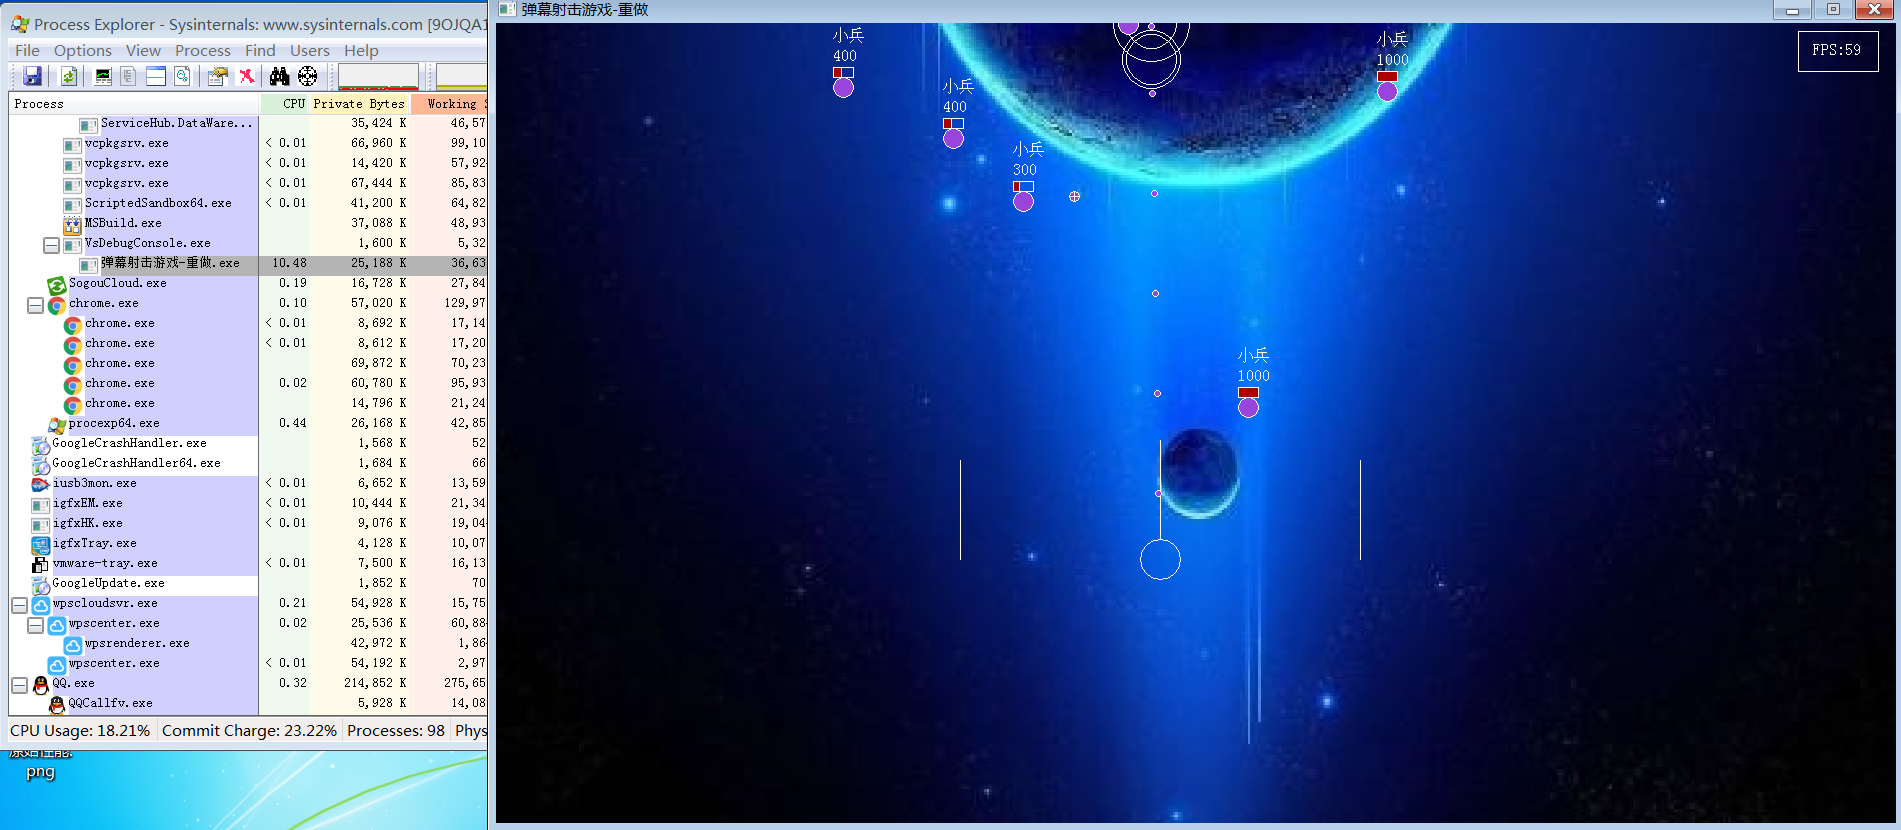 Process Explorer - Sysinternals: www.sysinternals.com [9OJQA1
File Options View Process Find Users Help
Process CPU Private Bytes Working S
ServiceHub.DataWare... 35,424 K 46,57
vcpkgsrv.exe < 0.01 66,960 K 99,10
vcpkgsrv.exe < 0.01 14,420 K 57,92
vcpkgsrv.exe < 0.01 67,444 K 85,83
ScriptedSandbox64.exe < 0.01 41,200 K 64,82
MSBuild.exe 37,088 K 48,93
VsDebugConsole.exe 1,600 K 5,32
弹幕射击游戏-重做.exe 10.48 25,188 K 36,63
SogouCloud.exe 0.19 16,728 K 27,84
chrome.exe 0.10 57,020 K 129,97
chrome.exe < 0.01 8,692 K 17,14
chrome.exe < 0.01 8,612 K 17,20
chrome.exe 69,872 K 70,23
chrome.exe 0.02 60,780 K 95,93
chrome.exe 14,796 K 21,24
procexp64.exe 0.44 26,168 K 42,85
GoogleCrashHandler.exe 1,568 K 52
GoogleCrashHandler64.exe 1,684 K 66
iusb3mon.exe < 0.01 6,652 K 13,59
igfxEM.exe < 0.01 10,444 K 21,34
igfxHK.exe < 0.01 9,076 K 19,04
igfxTray.exe 4,128 K 10,07
vmware-tray.exe < 0.01 7,500 K 16,13
GoogleUpdate.exe 1,852 K 70
wpscloudsvr.exe 0.21 54,928 K 15,75
wpscenter.exe 0.02 25,536 K 60,88
wpsrenderer.exe 42,972 K 1,86
wpscenter.exe < 0.01 54,192 K 2,97
QQ.exe 0.32 214,852 K 275,65
QQCallfv.exe 5,928 K 14,08
CPU Usage: 18.21% Commit Charge: 23.22% Processes: 98 Phys
png
弹幕射击游戏-重做
FPS:59
小兵
400
小兵
1000
小兵
400
小兵
300
小兵
1000